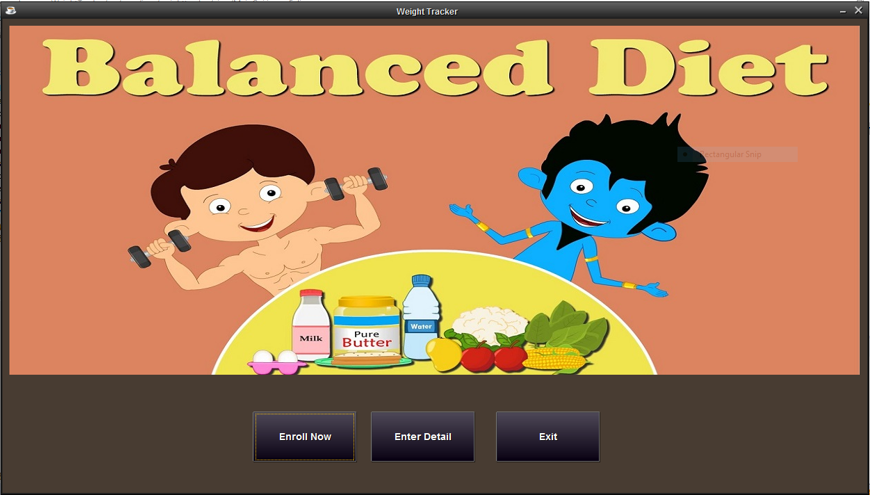 Weight Tracker
Balanced Diet
Rectangular Snip
Milk
Pure
Butter
Water
Enroll Now
Enter Detail
Exit